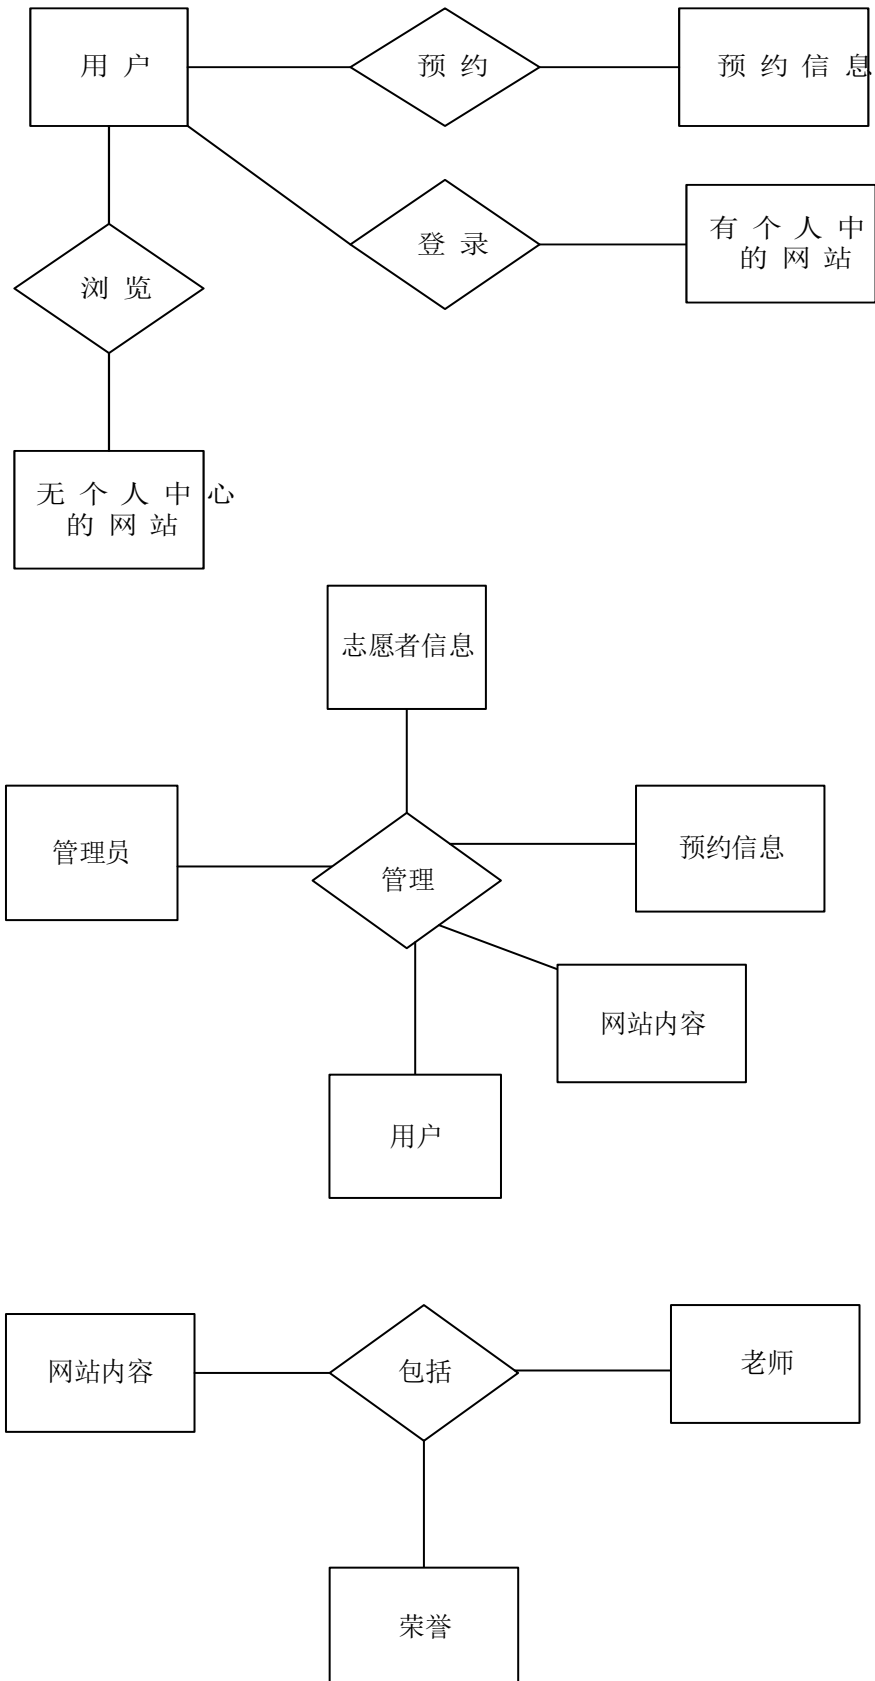 用户
预约
预约信息
登录
有个人中
的网站
浏览
无个人中心
的网站
志愿者信息
管理员
管理
预约信息
网站内容
用户
网站内容
包括
老师
荣誉